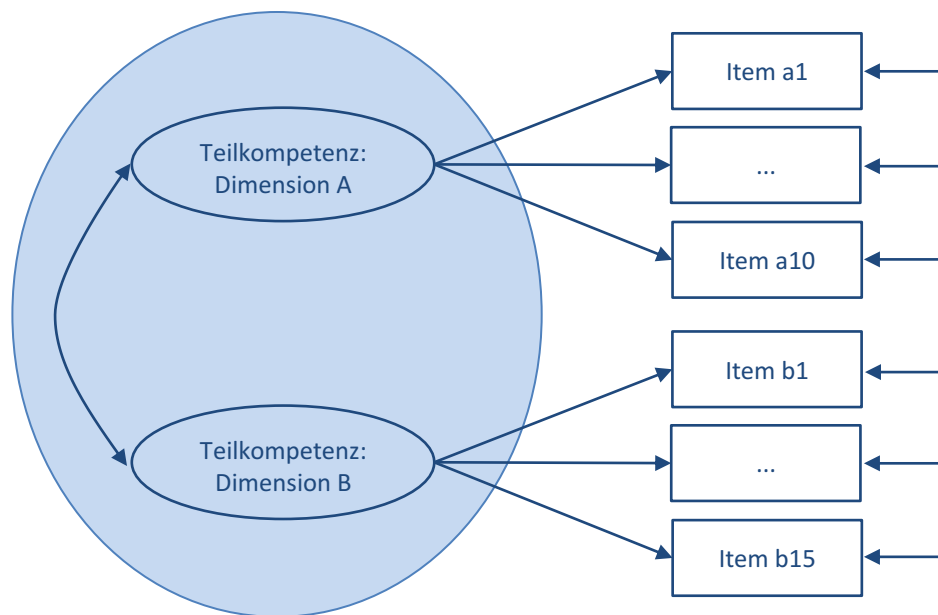 Teilkompetenz:
Dimension A
Item a1
...
Item a10
Teilkompetenz:
Dimension B
Item b1
...
Item b15